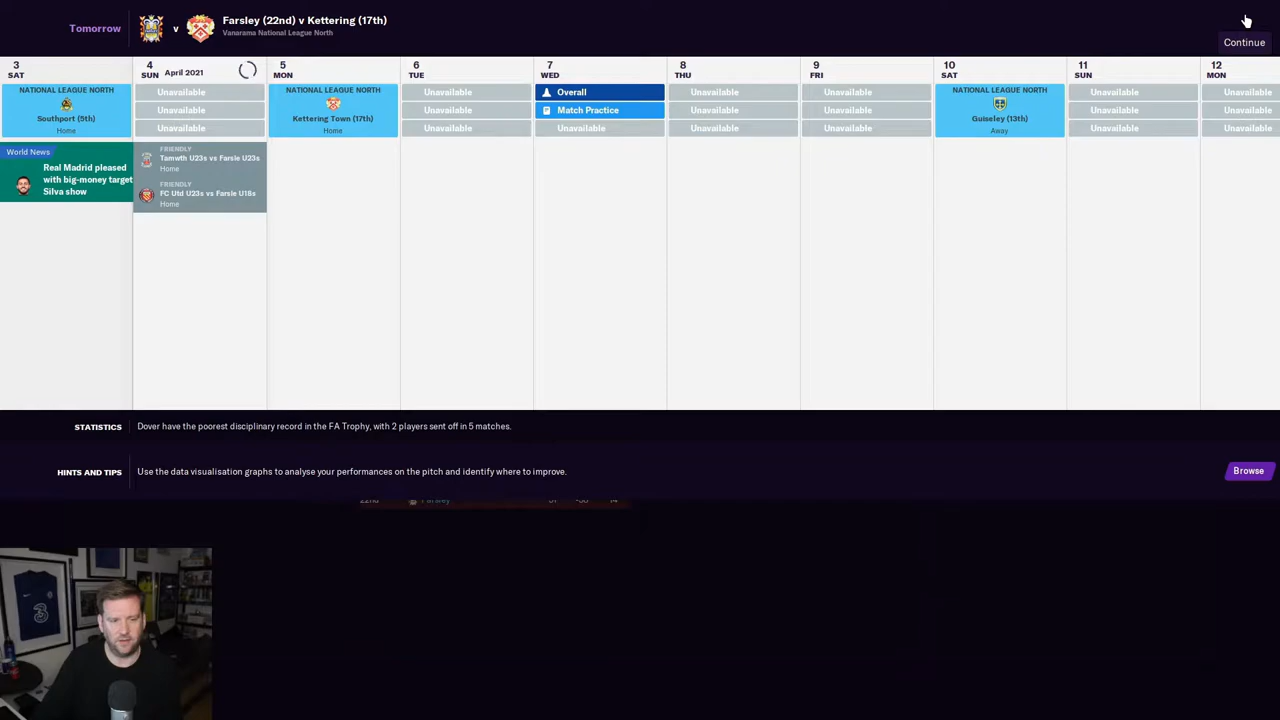 Tomorrow
v
Farsley (22nd) v Kettering (17th)
Vanarama National League North
Continue
3
SAT
4
SUN April 2021
5
MON
6
TUE
7
WED
8
THU
9
FRI
10
SAT
11
SUN
12
MON
NATIONAL LEAGUE NORTH
Southport (5th)
Home
Unavailable
Unavailable
Unavailable
NATIONAL LEAGUE NORTH
Kettering Town (17th)
Home
Unavailable
Unavailable
Unavailable
Overall
Match Practice
Unavailable
Unavailable
Unavailable
Unavailable
Unavailable
Unavailable
Unavailable
NATIONAL LEAGUE NORTH
Guiseley (13th)
Away
Unavailable
Unavailable
Unavailable
Unavailable
Unavailable
Unavailable
World News
Real Madrid pleased
with big-money target
Silva show
FRIENDLY
Tamwth U23s vs Farsle U23s
Home
FRIENDLY
FC Utd U23s vs Farsle U18s
Home
STATISTICS
Dover have the poorest disciplinary record in the FA Trophy, with 2 players sent off in 5 matches.
HINTS AND TIPS
Use the data visualisation graphs to analyse your performances on the pitch and identify where to improve.
Browse
22nd Farsley
3